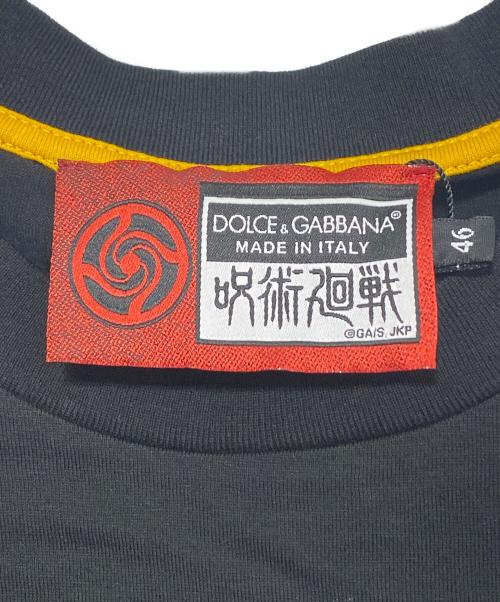 DOLCE & GABBANA®
MADE IN ITALY
呪術廻戦
©GA/S, JKP
46